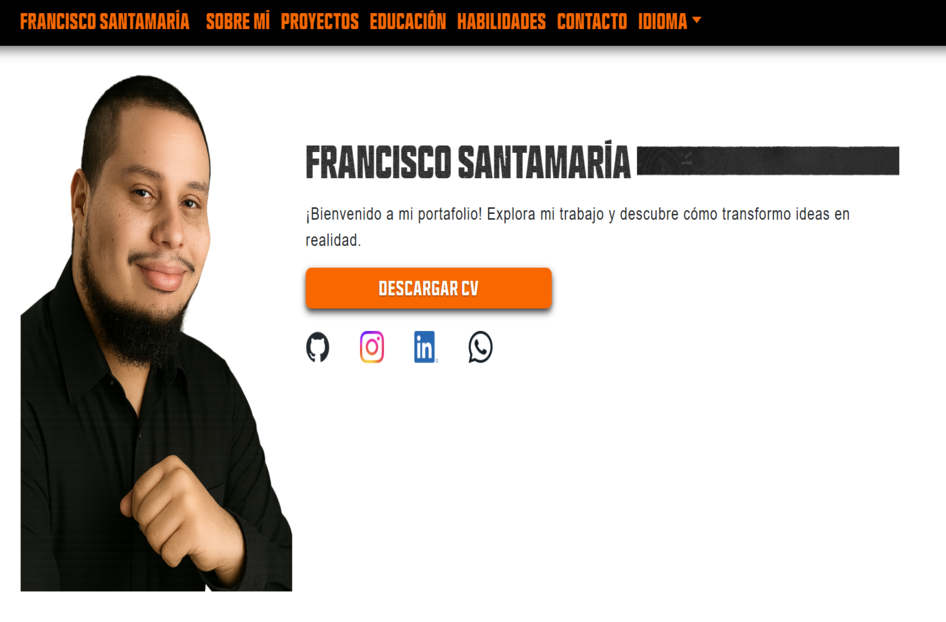 FRANCISCO SANTAMARÍA SOBRE MÍ PROYECTOS EDUCACIÓN HABILIDADES CONTACTO IDIOMA
FRANCISCO SANTAMARÍA
¡Bienvenido a mi portafolio! Explora mi trabajo y descubre cómo transformo ideas en
realidad.
DESCARGAR CV
in